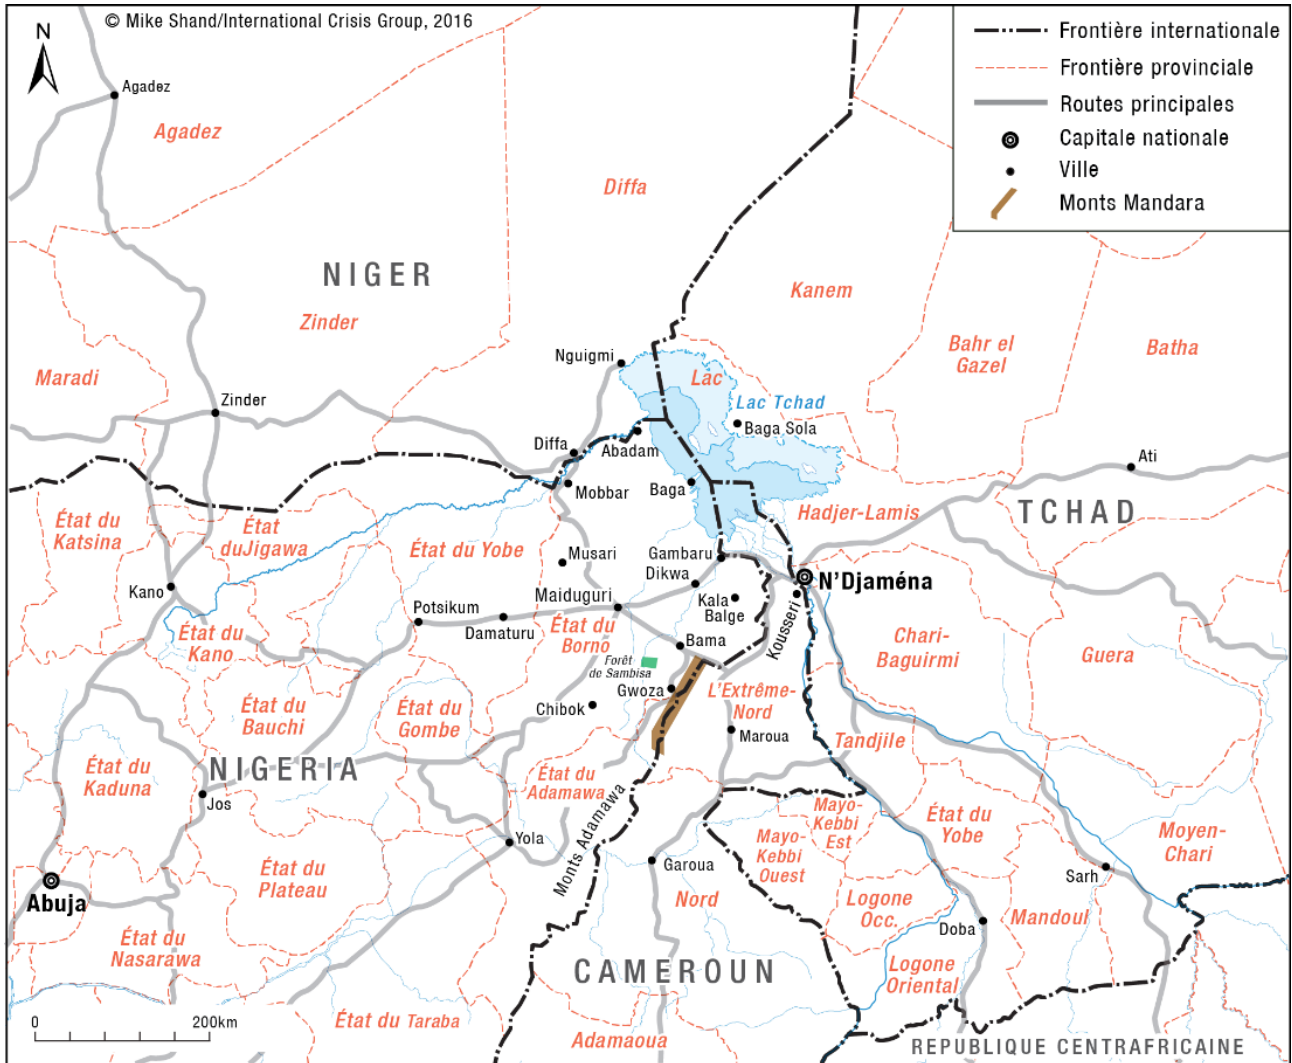 © Mike Shand/International Crisis Group, 2016
N
Frontière internationale
Frontière provinciale
Routes principales
Capitale nationale
Ville
Monts Mandara
Agadez
Agadez
Diffa
NIGER
Zinder
Kanem
Bahr el
Gazel
Batha
Maradi
Nguigmi
Lac
Lac Tchad
Zinder
Baga Sola
Diffa
Abadam
Ati
Mobbar
Baga
TCHAD
Hadjer-Lamis
État du
Katsina
État
duJigawa
État du Yobe
Musari
Gambaru
Dikwa
N'Djaména
Kano
Maiduguri
Kala
Balge
Kousseri
Potsikum
Damaturu
État du
Borno
Bama
État du
Kano
Chari-
Baguirmi
Guera
Forêt
de Sambisa
Gwoza
L'Extrême-
Nord
État du
Bauchi
État du
Gombe
Chibok
Maroua
Tandjile
NIGERIA
État du
Kaduna
État du
Adamawa
Jos
Monts Adamawa
Mayo-
Kebbi
Est
État du
Yobe
Mayo-
Kebbi
Ouest
Moyen-
Chari
Yola
Garoua
Sarh
État du
Plateau
Abuja
Nord
Logone
Occ.
Mandoul
Doba
État du
Nasarawa
CAMEROUN
Logone
Oriental
0
200km
État du Taraba
Adamaoua
REPUBLIQUE CENTRAFRICAINE